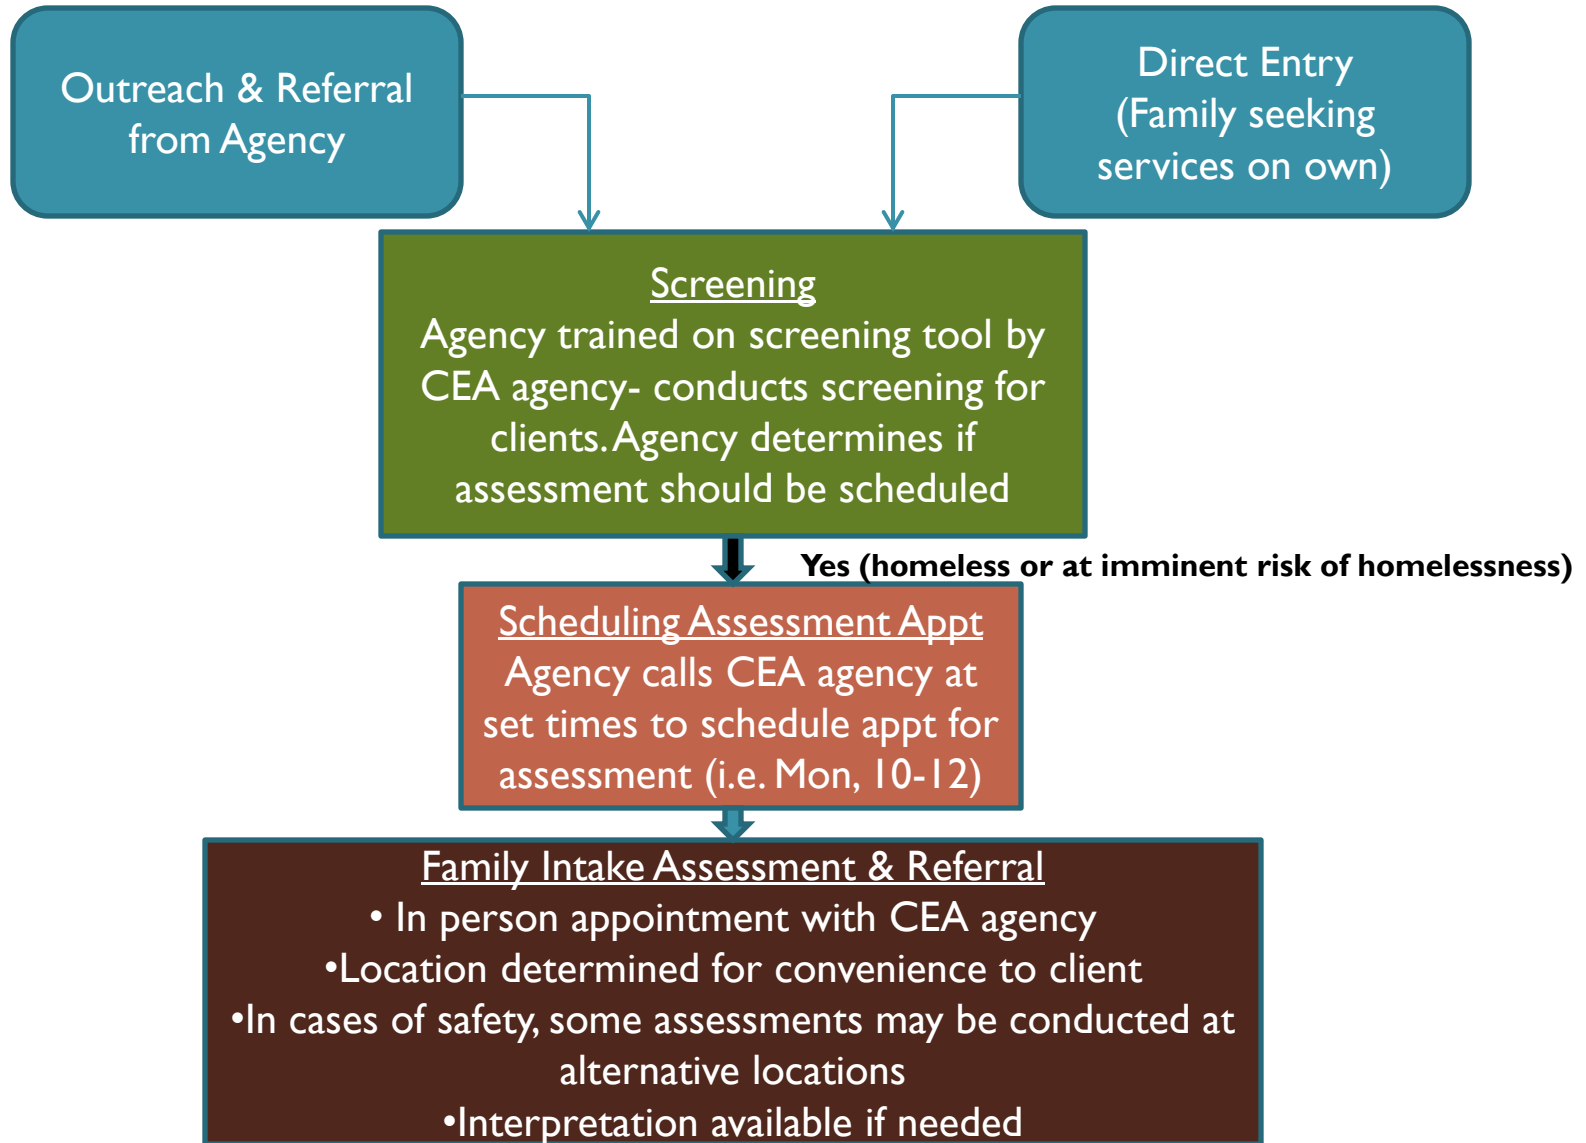 Outreach & Referral
from Agency
Direct Entry
(Family seeking
services on own)
Screening
Agency trained on screening tool by
CEA agency- conducts screening for
clients. Agency determines if
assessment should be scheduled
Yes (homeless or at imminent risk of homelessness)
Scheduling Assessment Appt
Agency calls CEA agency at
set times to schedule appt for
assessment (i.e. Mon, 10-12)
Family Intake Assessment & Referral
• In person appointment with CEA agency
•Location determined for convenience to client
•In cases of safety, some assessments may be conducted at
alternative locations
•Interpretation available if needed